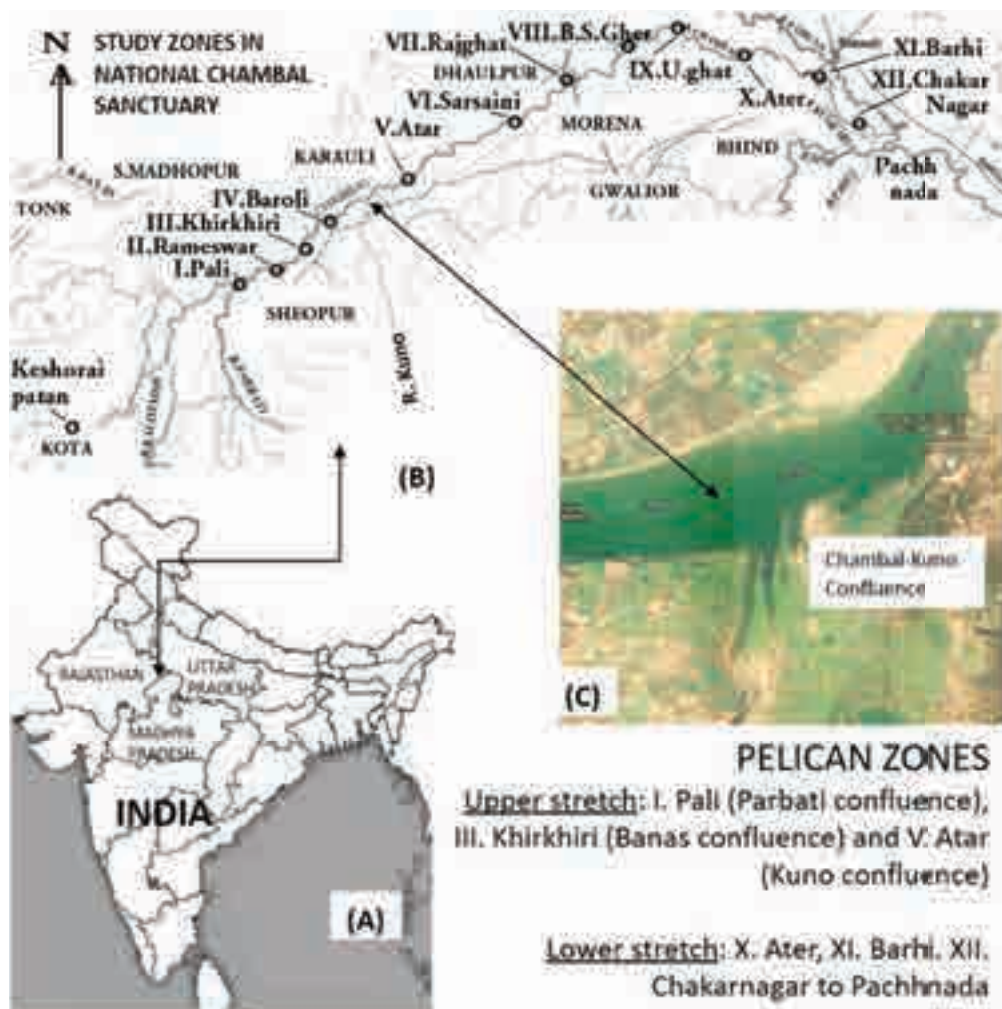 N
STUDY ZONES IN
NATIONAL CHAMBAL
SANCTUARY
VIII.B.S.Gher
VII.Rajghat
DHAULPUR
IX.U.ghat
XI.Barhi
XII.Chakar
Nagar
X.Ater
VI.Sarsaini
V.Atar
MORENA
BHIND
KARAULI
S.MADHOPUR
GWALIOR
Pachh
nada
TONK
IV.Baroli
III.Khirkhiri
II.Rameswar
I.Pali
SHEOPUR
R. Kuno
Keshorai
patan
KOTA
(B)
Chambal-Kuno
Confluence
(C)
RAJASTHAN
UTTAR
PRADESH
MADHYA
PRADESH
INDIA
(A)
PELICAN ZONES
Upper stretch: I. Pali (Parbati confluence),
III. Khirkhiri (Banas confluence) and V. Atar
(Kuno confluence)
Lower stretch: X. Ater, XI. Barhi. XII.
Chakarnagar to Pachhnada